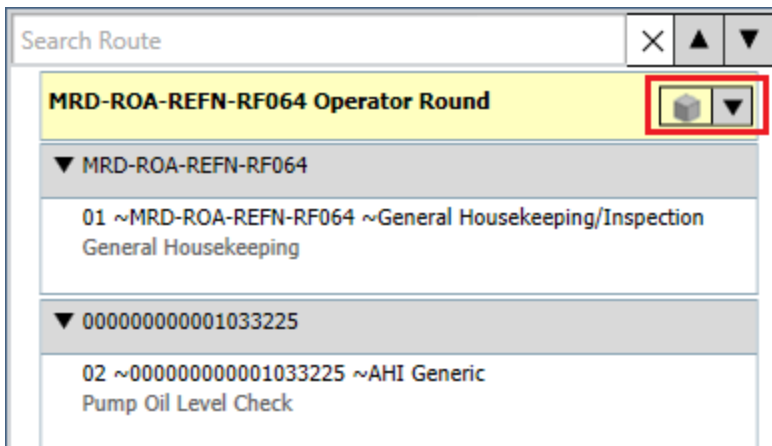 Search Route
MRD-ROA-REFN-RF064 Operator Round
MRD-ROA-REFN-RF064
01 ~MRD-ROA-REFN-RF064 ~General Housekeeping/Inspection
General Housekeeping
000000000001033225
02 ~000000000001033225 ~AHI Generic
Pump Oil Level Check